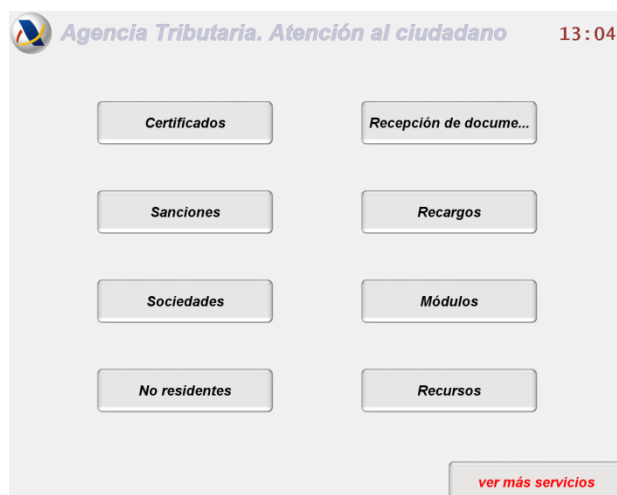 Agencia Tributaria. Atención al ciudadano 13:04
Certificados Recepción de docume...
Sanciones Recargos
Sociedades Módulos
No residentes Recursos
ver más servicios